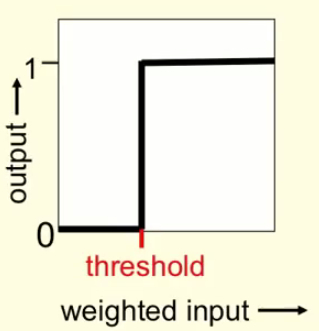 1
output
0
threshold
weighted input